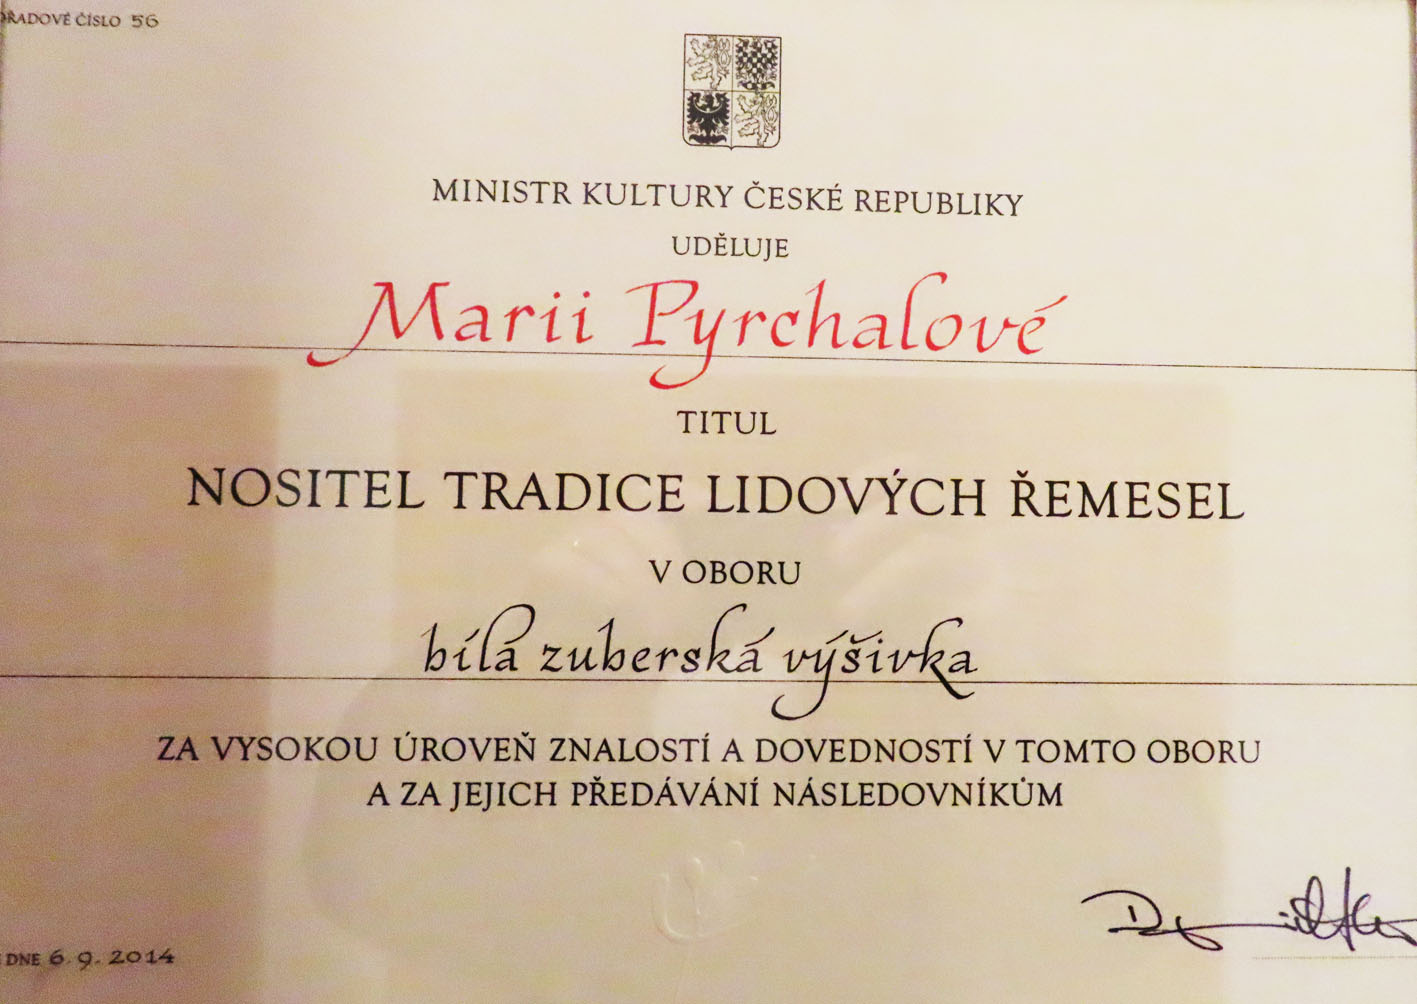 ŘADOVÉ ČÍSLO 56
MINISTR KULTURY ČESKÉ REPUBLIKY
UDĚLUJE
Marii Pyrchalové
TITUL
NOSITEL TRADICE LIDOVÝCH ŘEMESEL
V OBORU
bílá zuberská výšivka
ZA VYSOKOU ÚROVEŇ ZNALOSTÍ A DOVEDNOSTÍ V TOMTO OBORU
A ZA JEJICH PŘEDÁVÁNÍ NÁSLEDOVNÍKŮM
DNE 6.9.2014